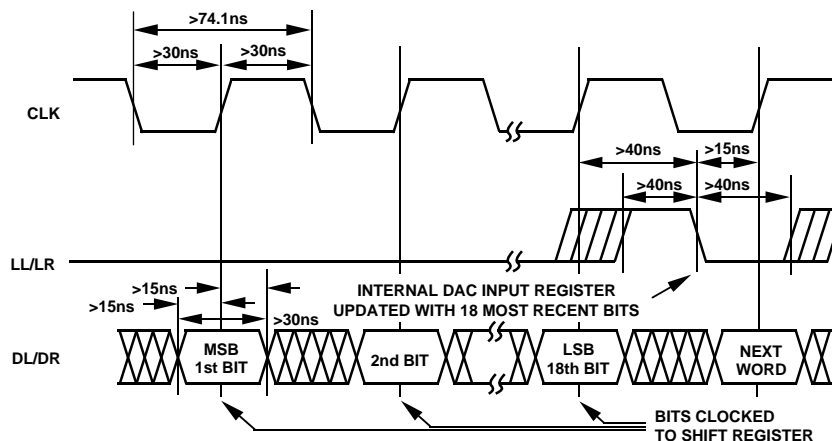 >74.1ns
>30ns >30ns
CLK
>40ns >15ns
>40ns >40ns
LL/LR
INTERNAL DAC INPUT REGISTER
UPDATED WITH 18 MOST RECENT BITS
>15ns
>15ns
>30ns
DL/DR
MSB
1st BIT
2nd BIT
LSB
18th BIT
NEXT
WORD
BITS CLOCKED
TO SHIFT REGISTER